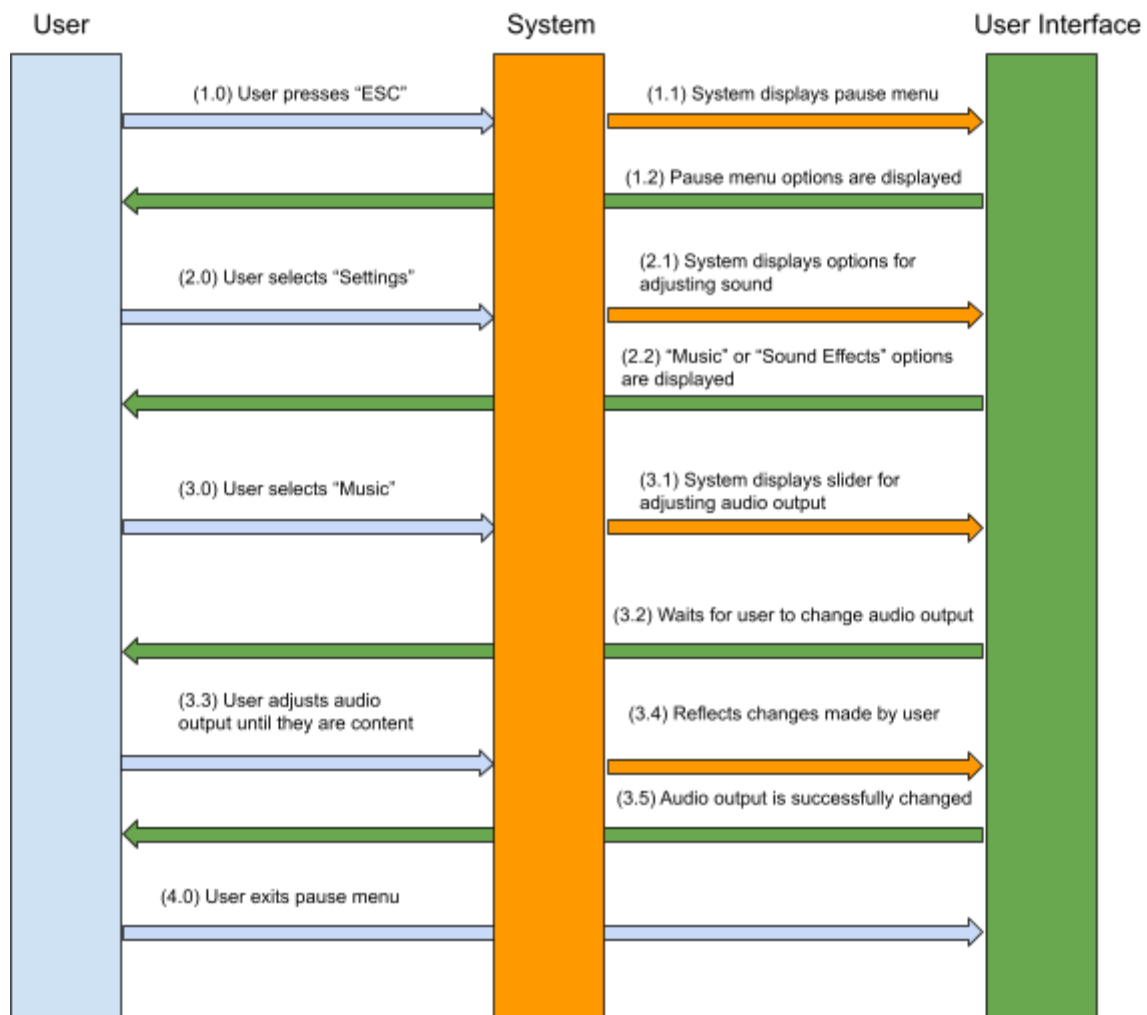 User
System
User Interface
(1.0) User presses “ESC”
(1.1) System displays pause menu
(1.2) Pause menu options are displayed
(2.0) User selects “Settings”
(2.1) System displays options for
adjusting sound
(2.2) “Music” or “Sound Effects” options
are displayed
(3.0) User selects “Music”
(3.1) System displays slider for
adjusting audio output
(3.2) Waits for user to change audio output
(3.3) User adjusts audio
output until they are content
(3.4) Reflects changes made by user
(3.5) Audio output is successfully changed
(4.0) User exits pause menu